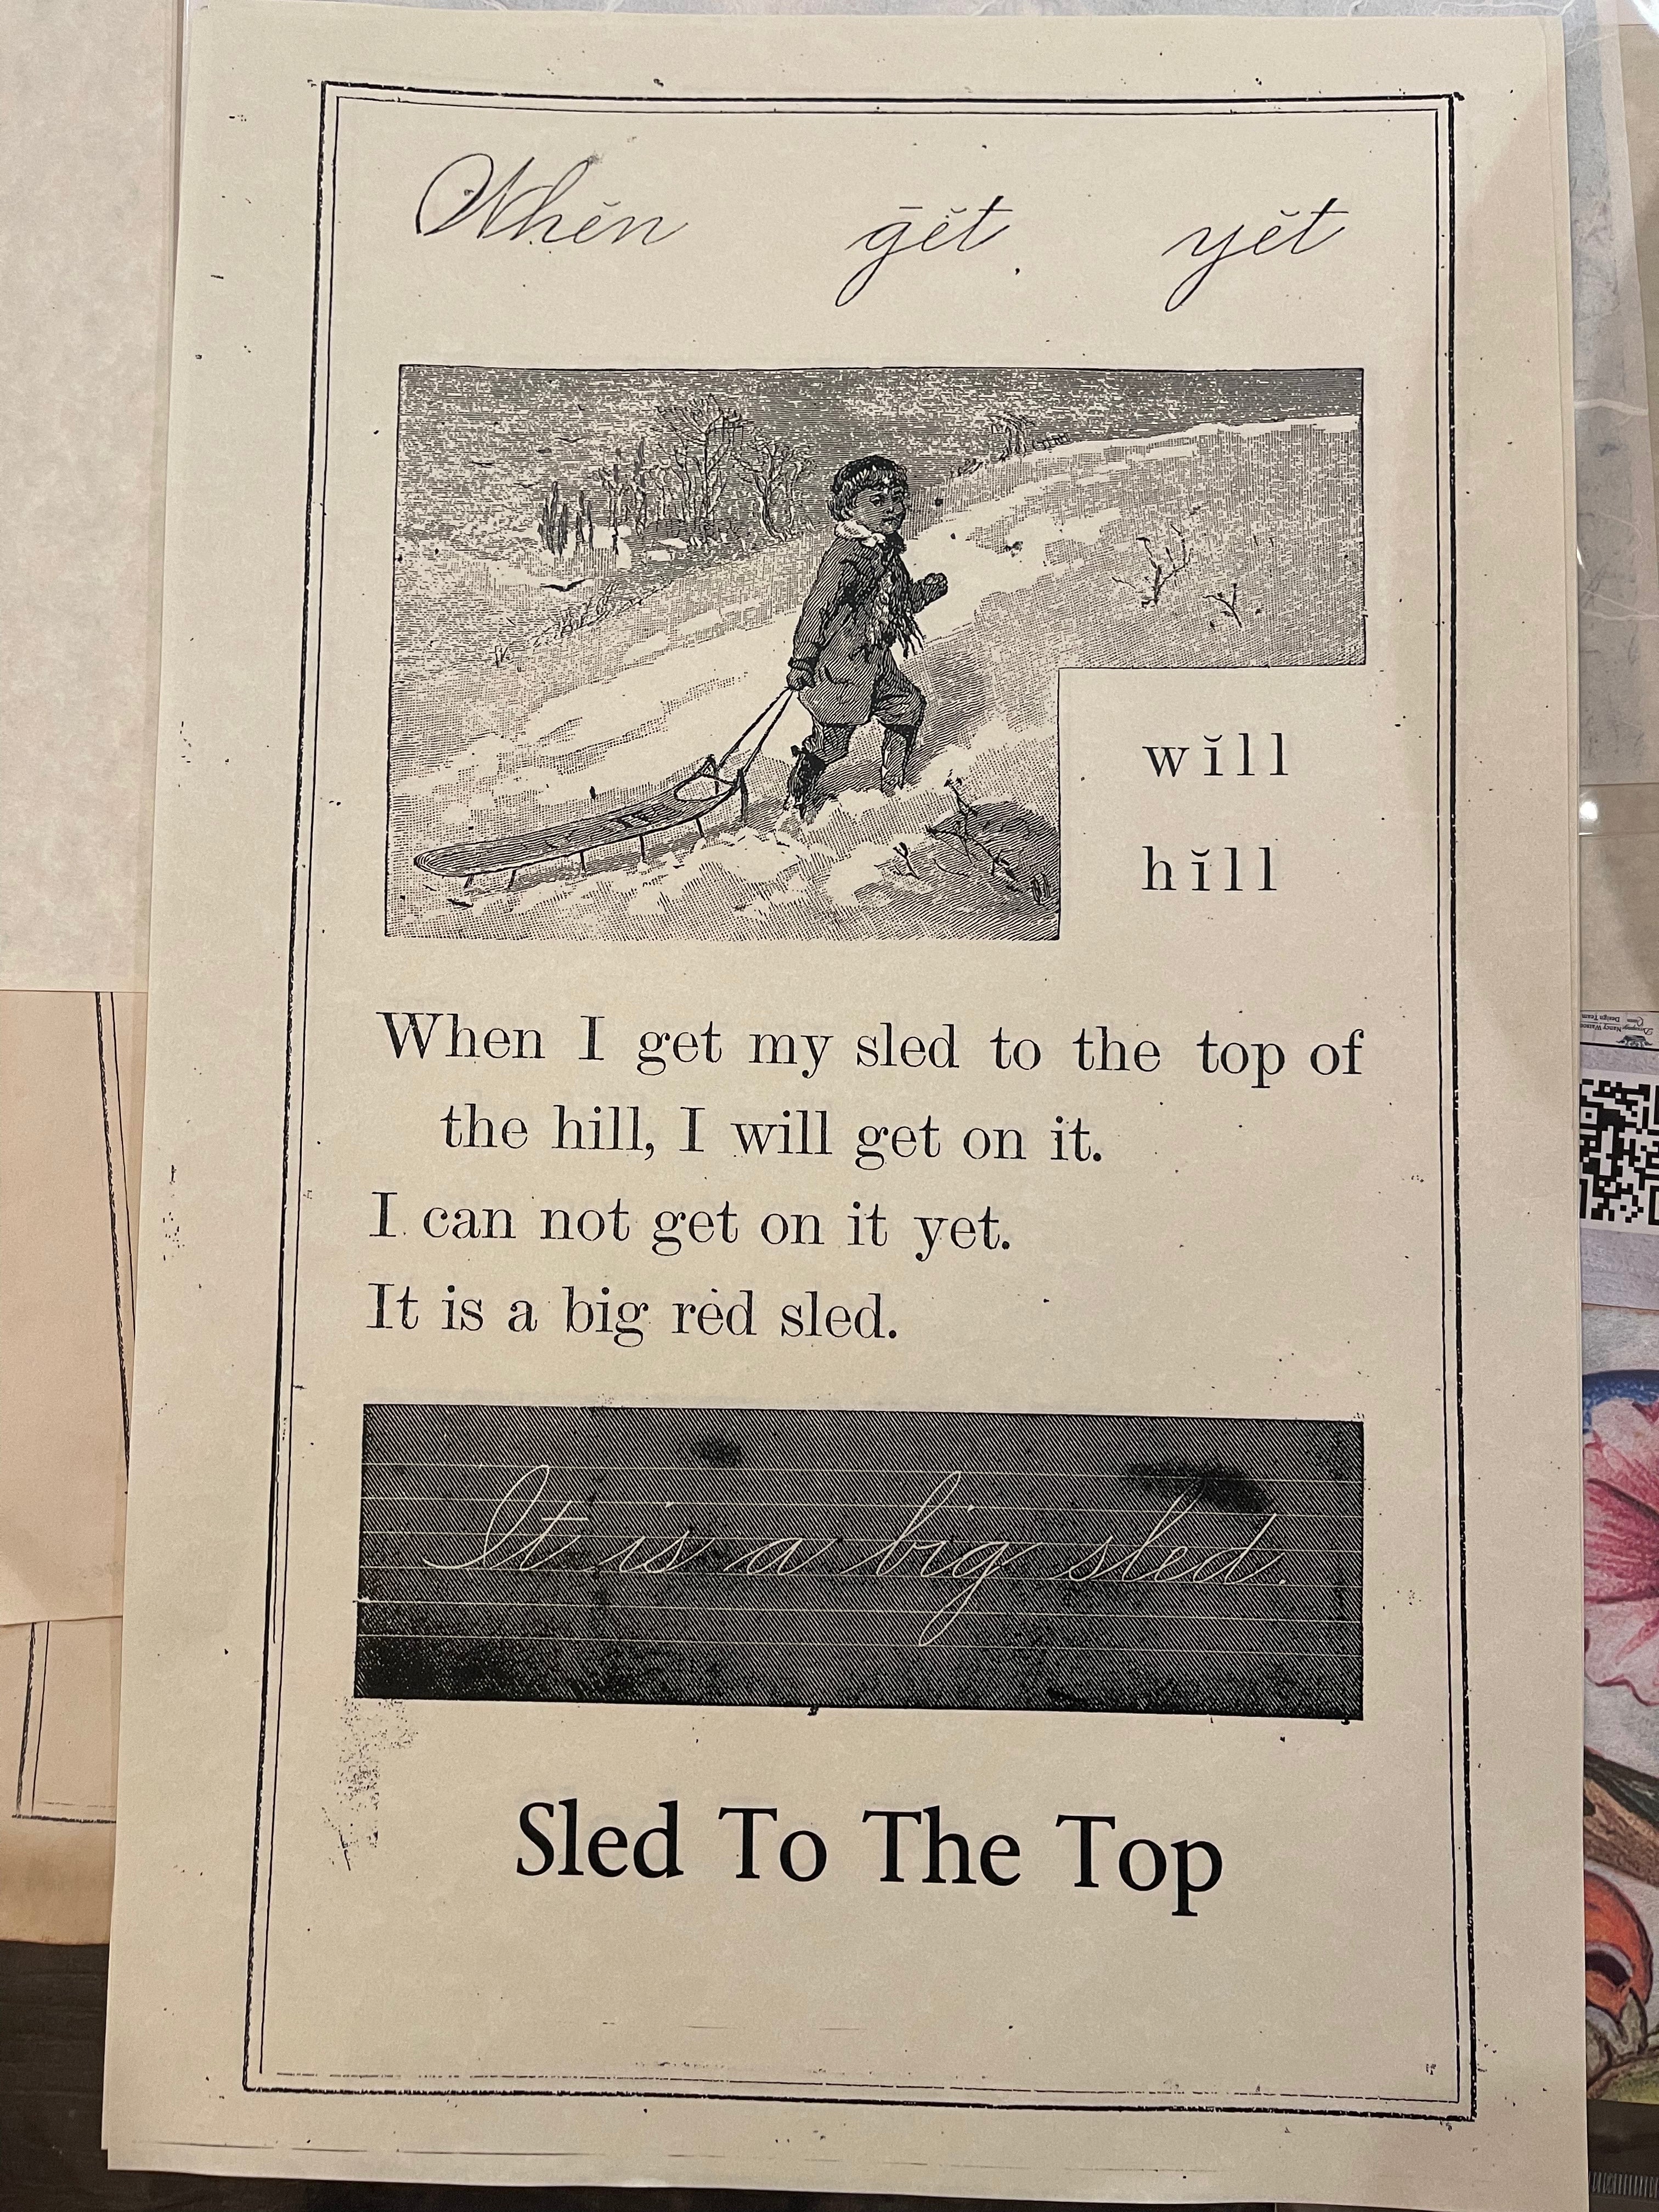 Whĕn ḡĕt yĕt
wĭll
hĭll
When I get my sled to the top of
the hill, I will get on it.
I can not get on it yet.
It is a big red sled.
It is a big sled.
Sled To The Top